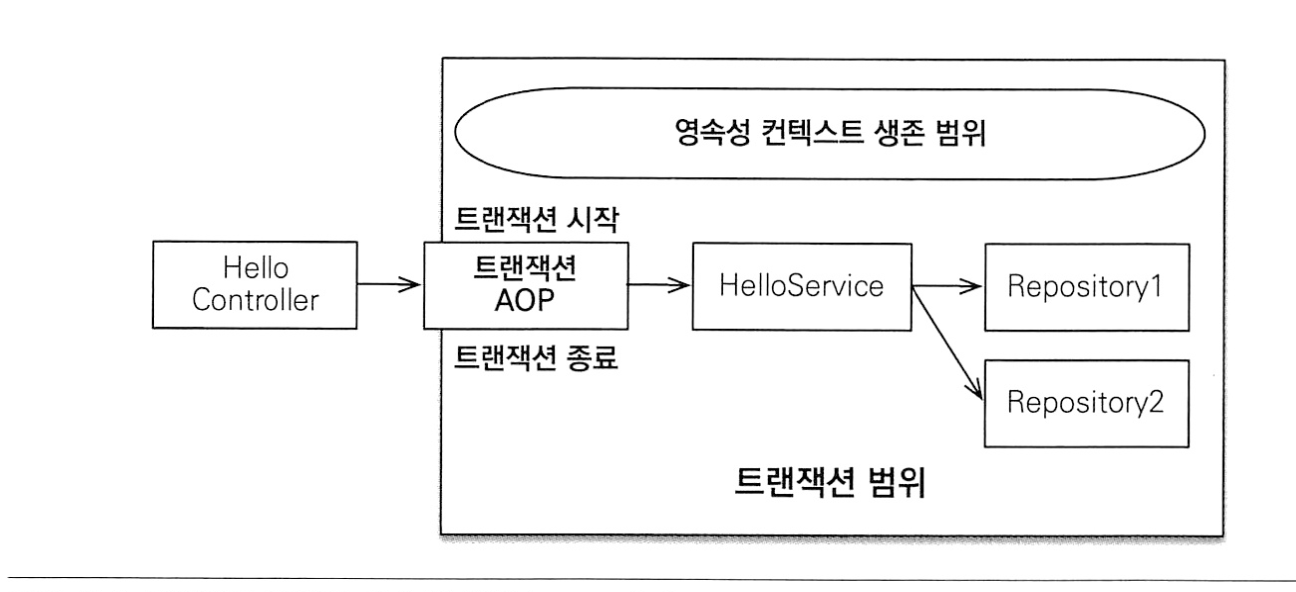 영속성 컨텍스트 생존 범위
트랜잭션 시작
Hello
Controller
트랜잭션
AOP
HelloService
Repository1
트랜잭션 종료
Repository2
트랜잭션 범위